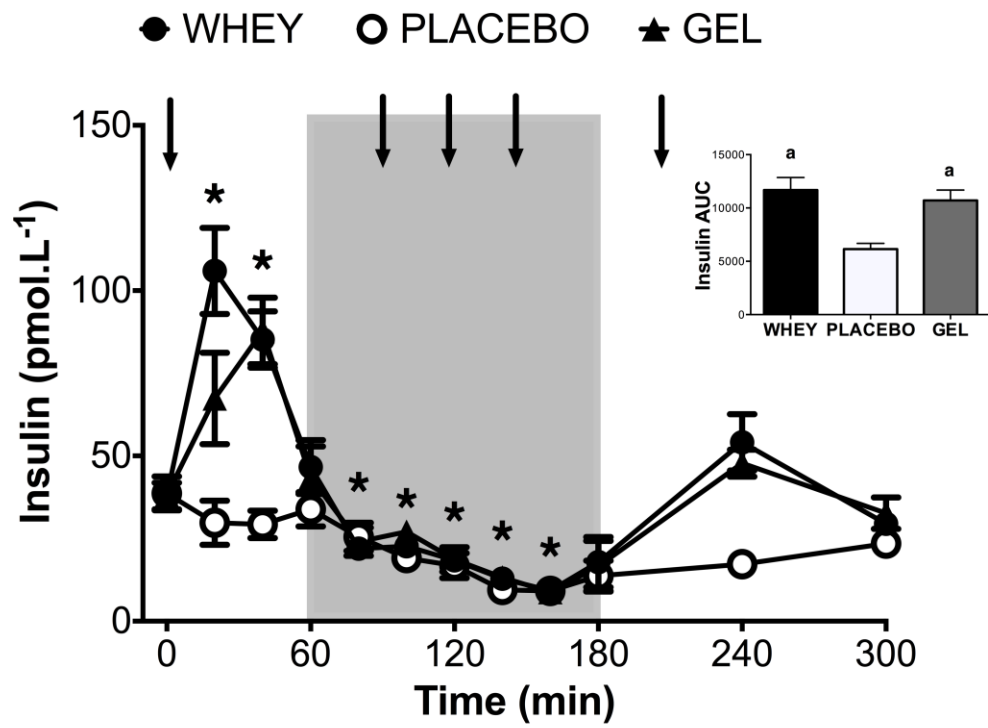 WHEY PLACEBO GEL
150
100
50
0
Insulin (pmol.L-1)
* * * * * * *
0 60 120 180 240 300
Time (min)
15000
10000
5000
0
Insulin AUC
a a
WHEY PLACEBO GEL